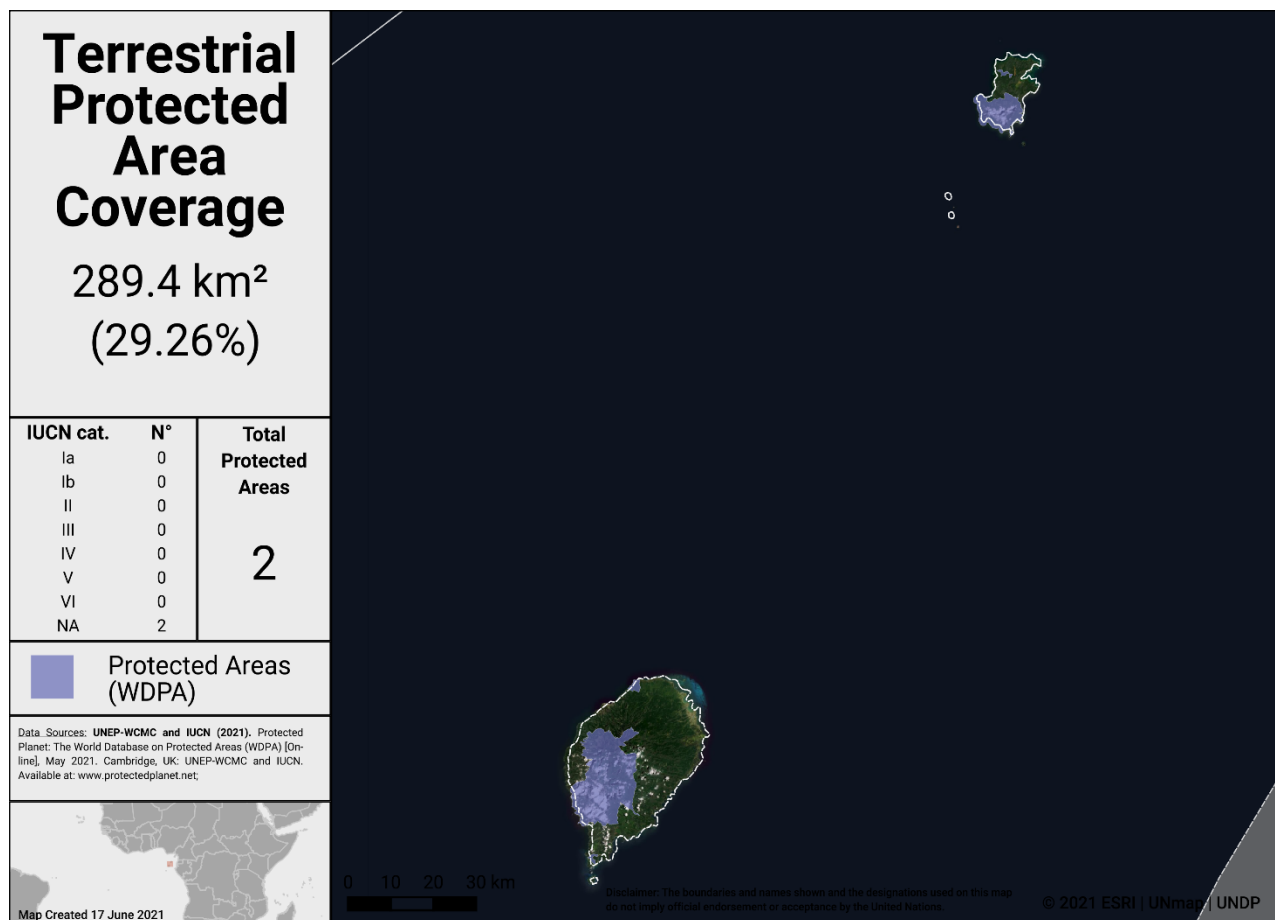 Terrestrial
Protected
Area
Coverage
289.4 km²
(29.26%)
IUCN cat. N°
Ia 0
Ib 0
II 0
III 0
IV 0
V 0
VI 0
NA 2
Total
Protected
Areas
2
Protected Areas
(WDPA)
Data Sources: UNEP-WCMC and IUCN (2021). Protected
Planet: The World Database on Protected Areas (WDPA) [On-
line], May 2021. Cambridge, UK: UNEP-WCMC and IUCN.
Available at: www.protectedplanet.net;
Map Created 17 June 2021
0 10 20 30 km
Disclaimer: The boundaries and names shown and the designations used on this map
do not imply official endorsement or acceptance by the United Nations.
© 2021 ESRI | UNmap | UNDP